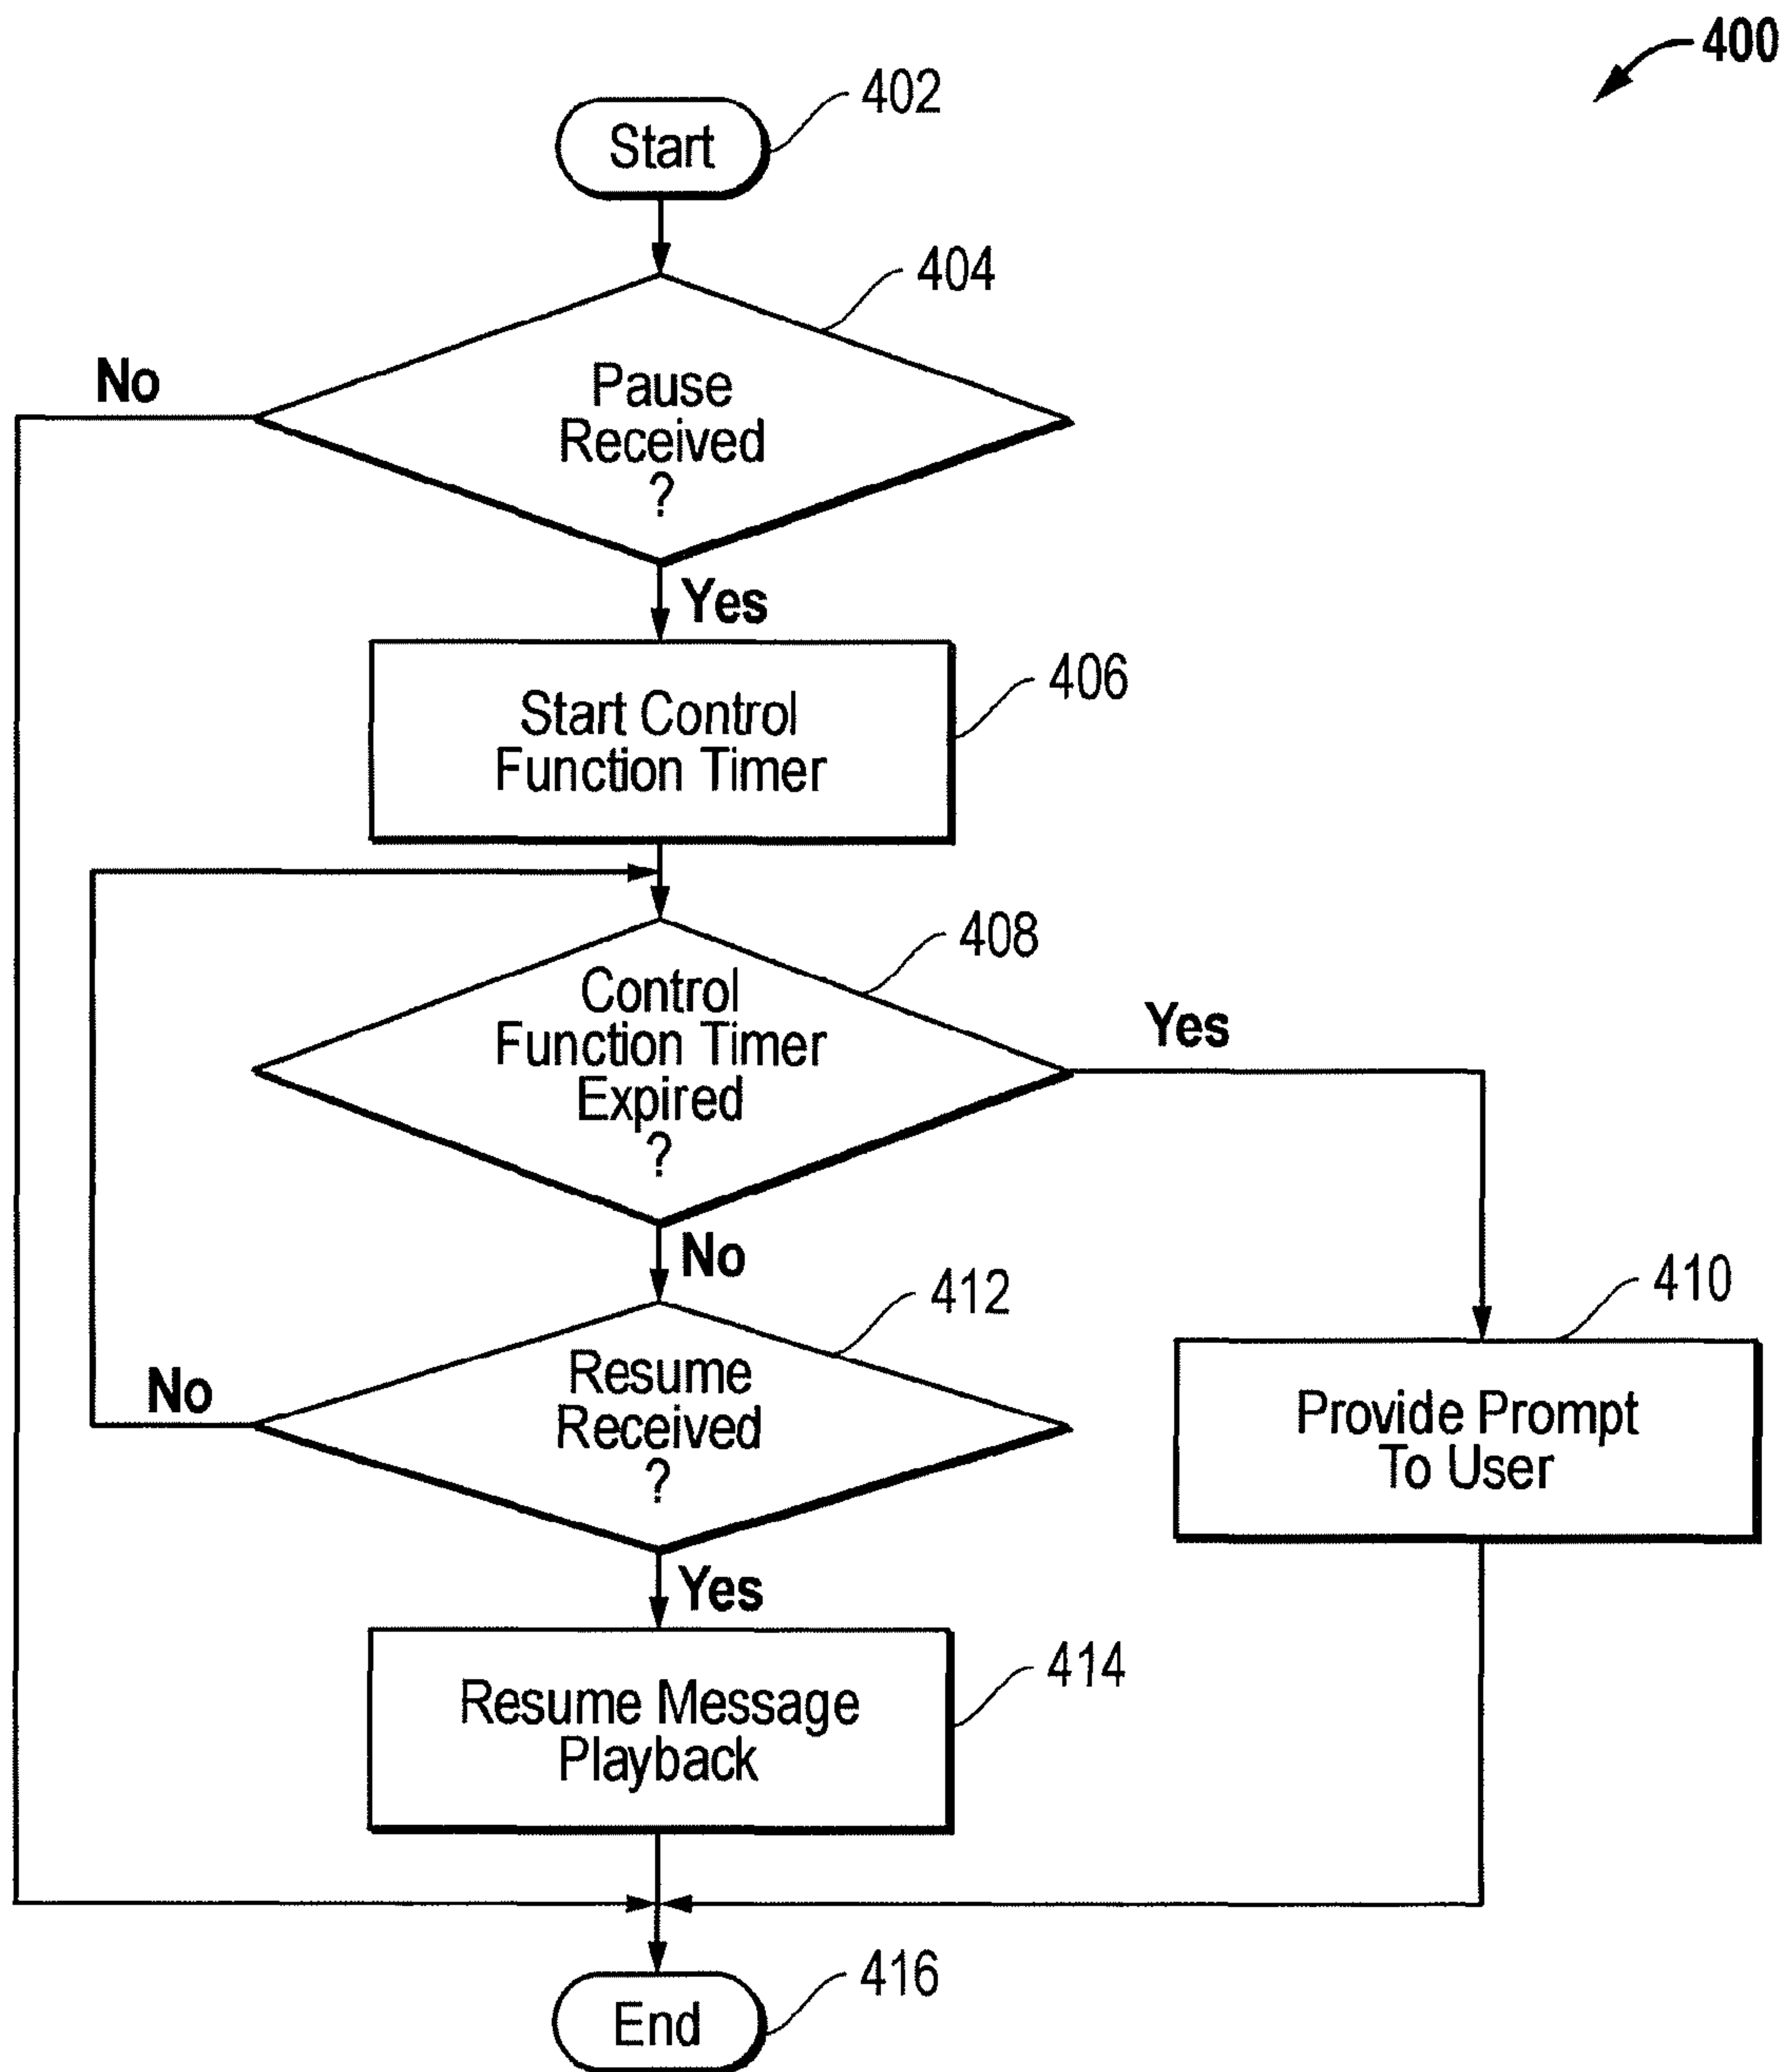 400
402
Start
404
No
Pause
Received
?
Yes
406
Start Control
Function Timer
408
Control
Function Timer
Expired
?
Yes
No
412
410
Resume
Received
?
No
Provide Prompt
To User
Yes
414
Resume Message
Playback
416
End